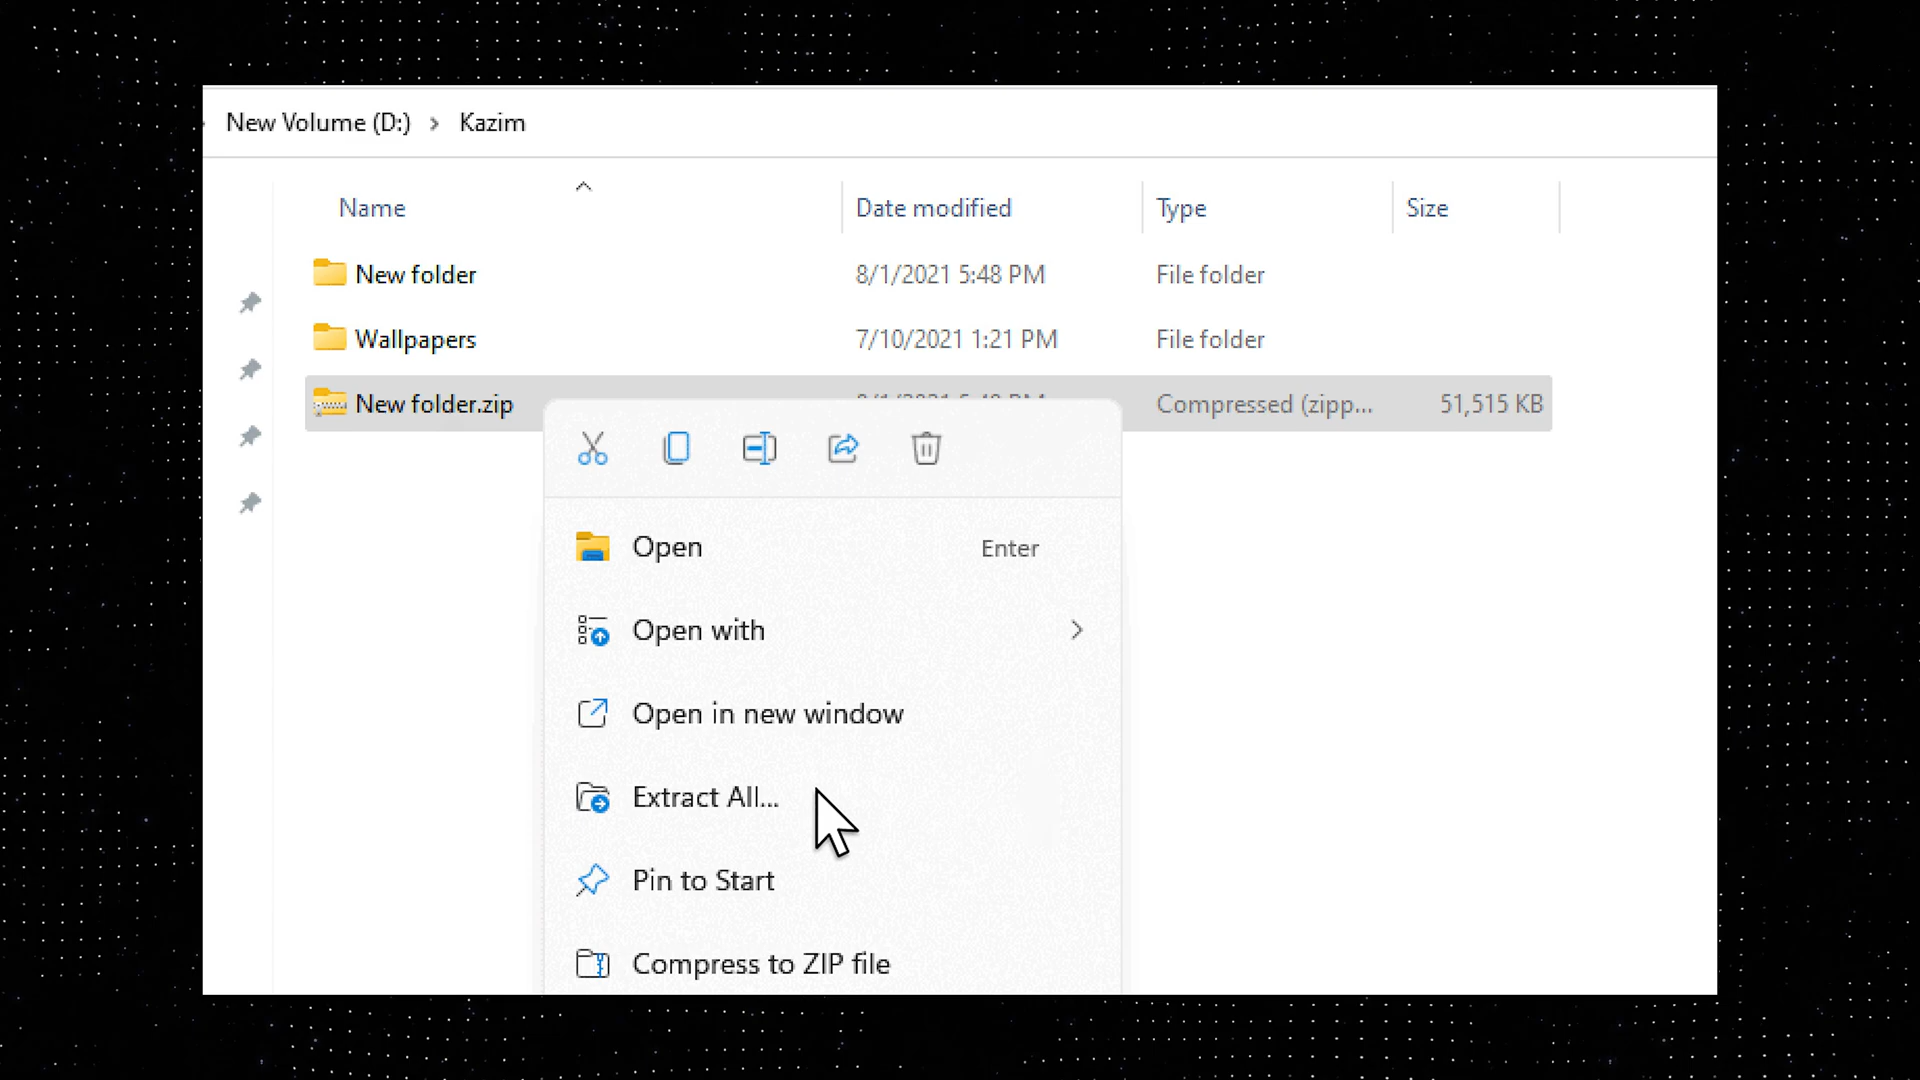 New Volume (D:) > Kazim
Name Date modified Type Size
New folder 8/1/2021 5:48 PM File folder
Wallpapers 7/10/2021 1:21 PM File folder
New folder.zip Compressed (zipp... 51,515 KB
Open Enter
Open with
Open in new window
Extract All...
Pin to Start
Compress to ZIP file